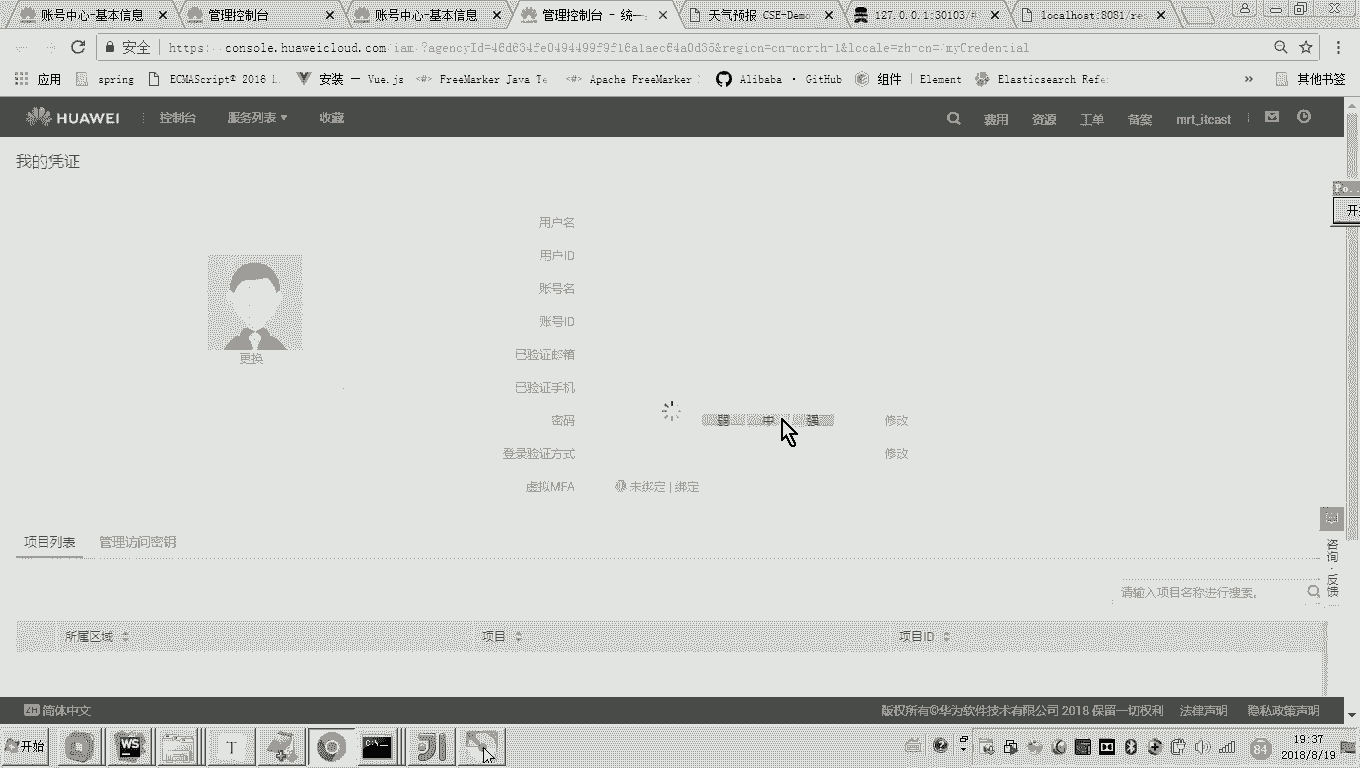 账号中心-基本信息
管理控制台
账号中心-基本信息
管理控制台 - 统一
天气预报 CSE-Demo
127.0.0.1:30103/#
localhost:8081/re
安全
https:
console.huaweicloud.com
应用
spring
ECMAScript® 2016 L
安装 — Vue.js
FreeMarker Java Te
Apache FreeMarker
Alibaba · GitHub
组件 | Element
Elasticsearch Refe
»
其他书签
HUAWEI
控制台
服务列表
收藏
费用
资源
工单
备案
mrt_itcast
我的凭证
Po..
用户名
用户ID
账号名
账号ID
更换
已验证邮箱
已验证手机
密码
弱
中
强
修改
登录验证方式
修改
虚拟MFA
未绑定 | 绑定
项目列表
管理访问密钥
咨询·反馈
请输入项目名称进行搜索。
所属区域
项目
项目ID
ZH 简体中文
版权所有©华为软件技术有限公司 2018 保留一切权利
法律声明
隐私政策声明
开始
WS
T
C:\
84
19:37
2018/8/19